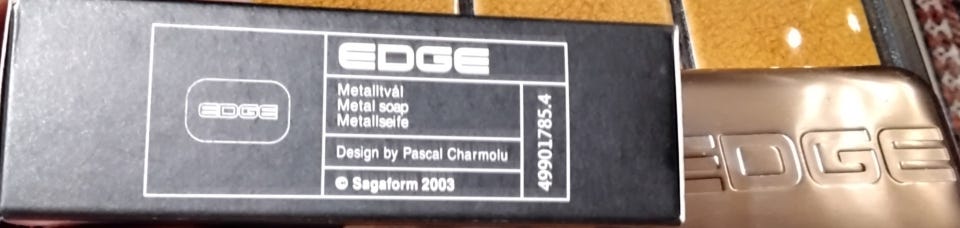 EDGE
EDGE
Metalltvål
Metal soap
Metallseife
Design by Pascal Charmolu
© Sagaform 2003
49901785.4
EDGE